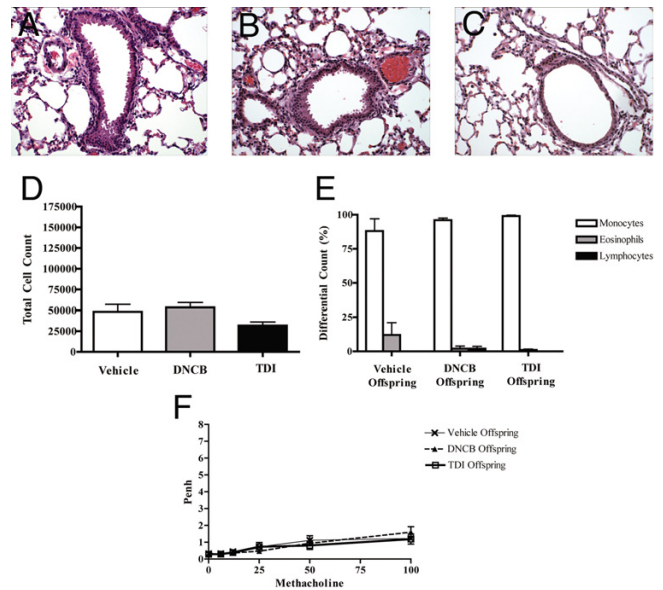 A
B
C.
D
175000
150000
125000
100000
75000
50000
25000
0
Total Cell Count
Vehicle
DNCB
TDI
E
100
75
50
25
0
Differential Count (%)
Vehicle
Offspring
DNCB
Offspring
TDI
Offspring
Monocytes
Eosinophils
Lymphocytes
F
8
7
6
5
4
3
2
1
0
Penh
0
25
50
75
100
Methacholine
Vehicle Offspring
DNCB Offspring
TDI Offspring